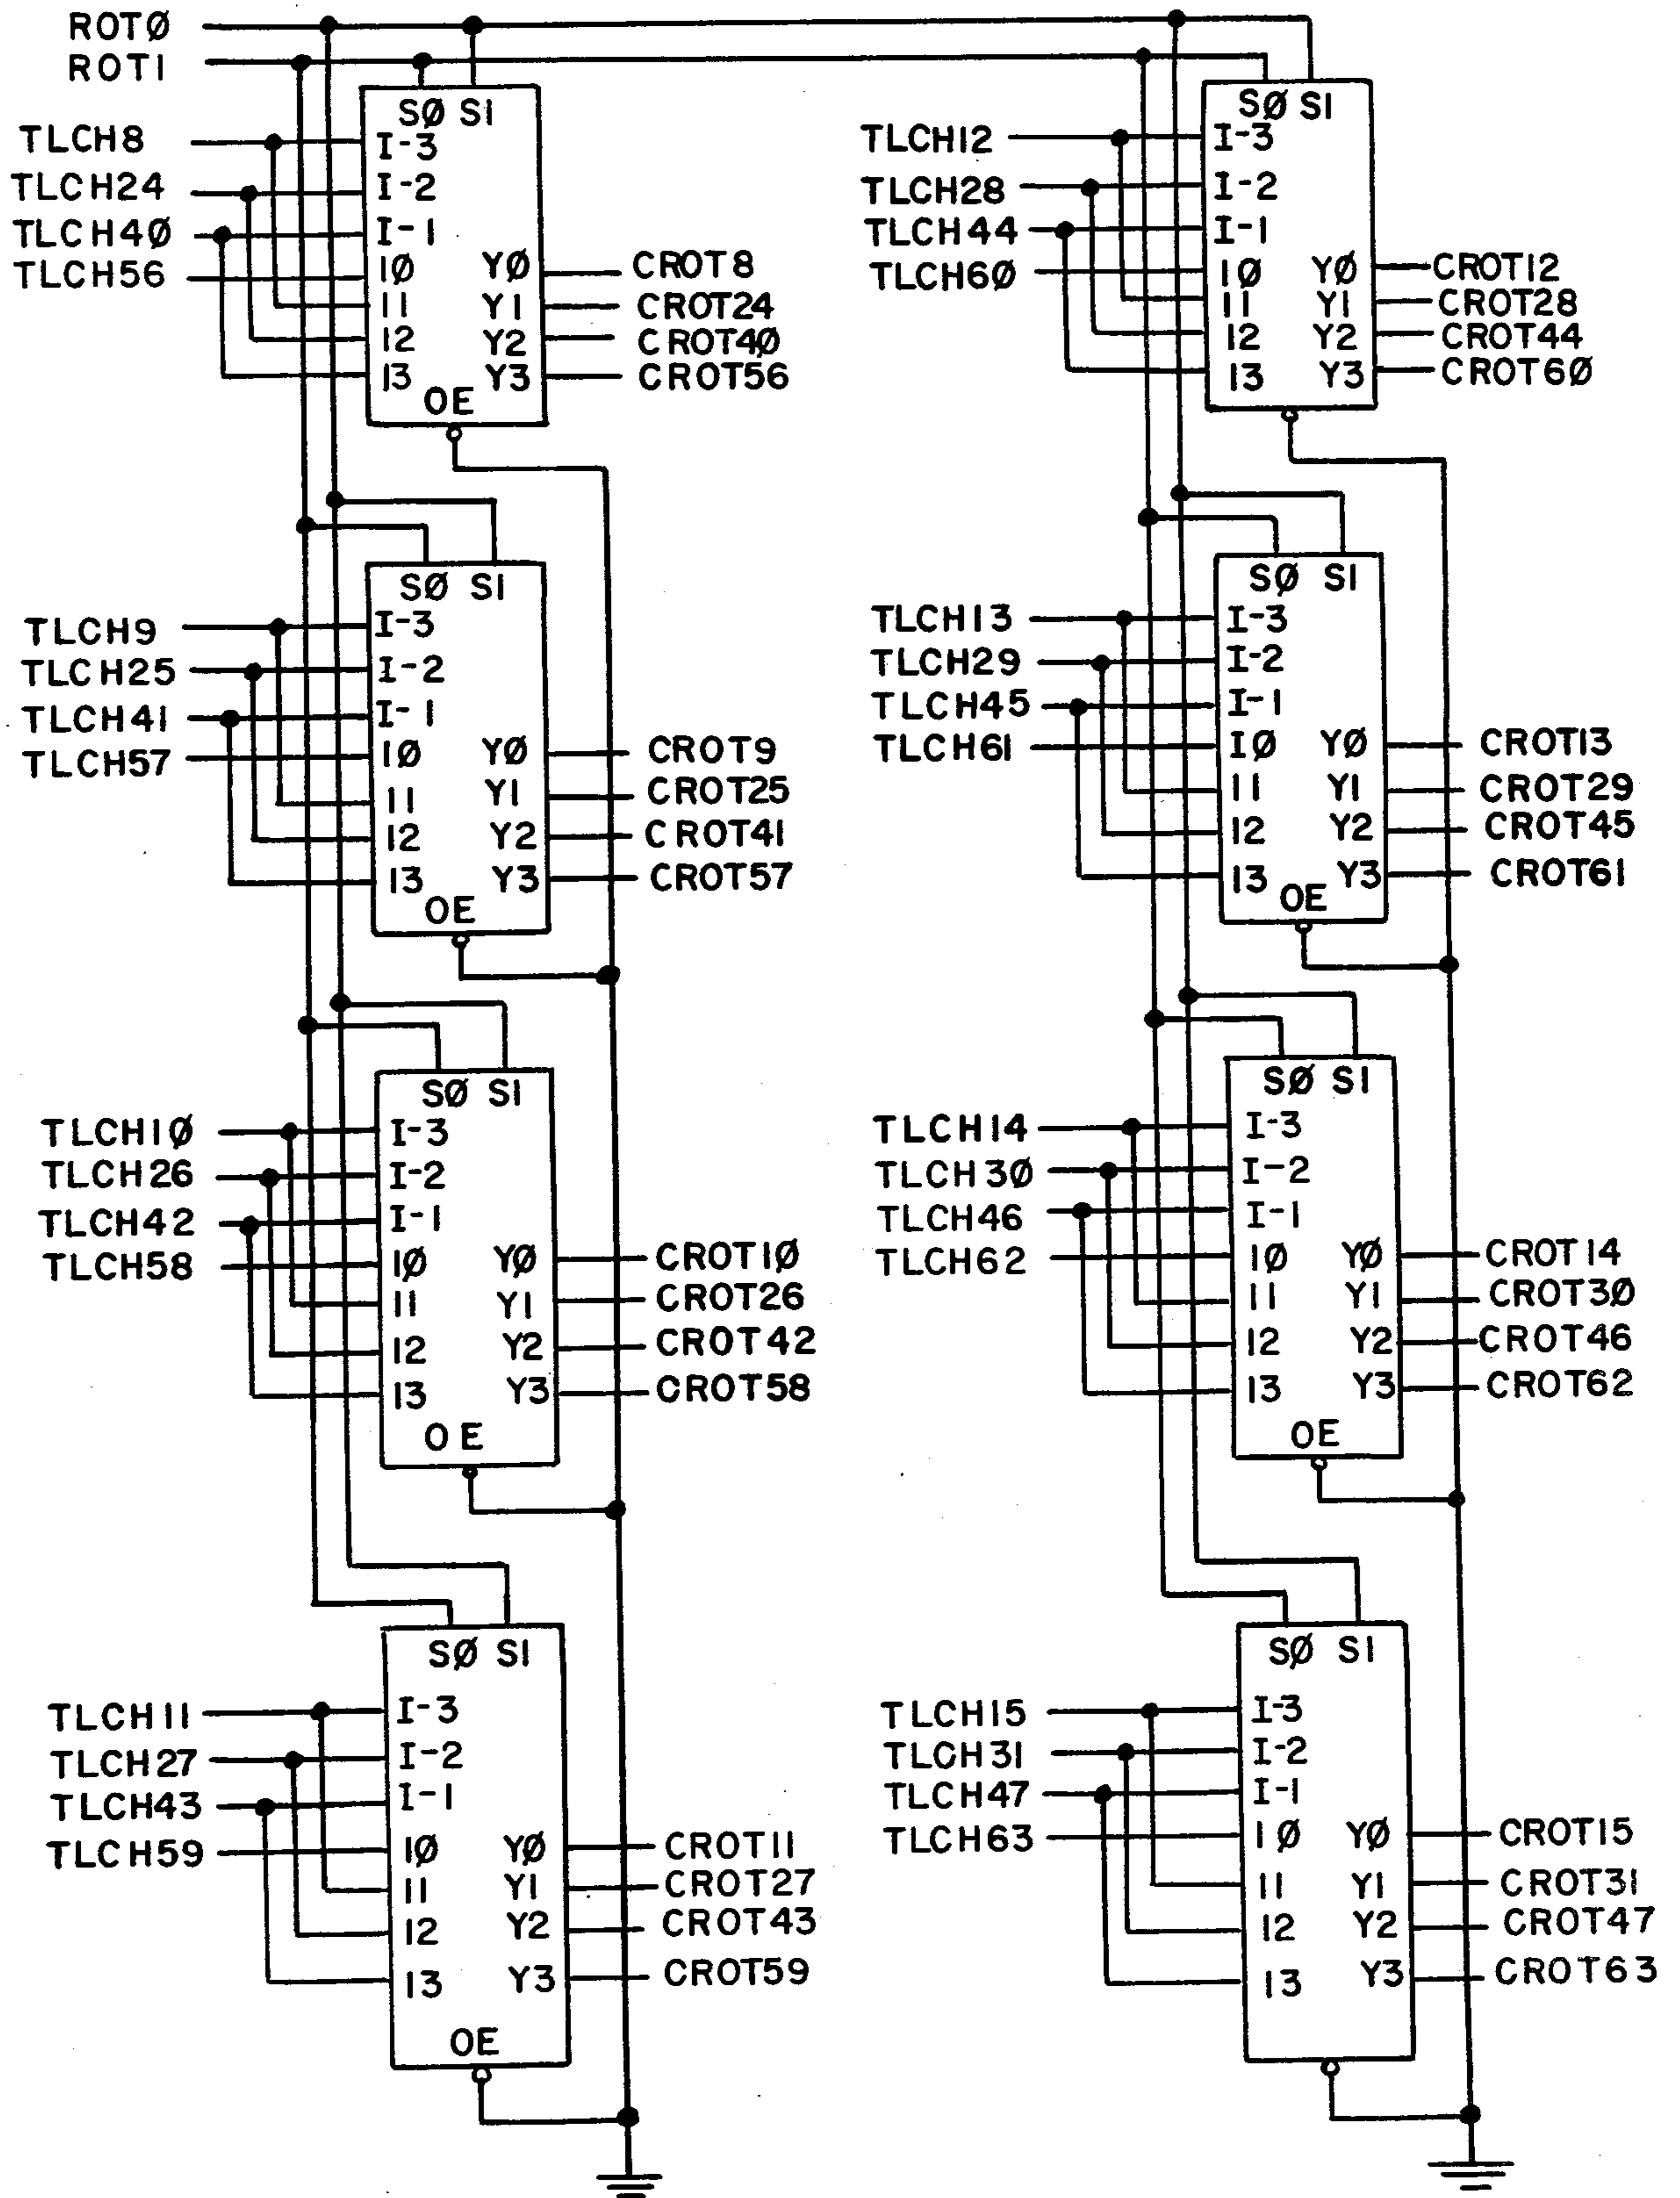 ROTØ
ROT1
SØ S1
TLCH8
TLCH24
TLCH40
TLCH56
I-3
I-2
I-1
IØ
I1
I2
I3
YØ
Y1
Y2
Y3
OE
CROT8
CROT24
CROT4Ø
CROT56
SØ S1
TLCH12
TLCH28
TLCH44
TLCH6Ø
I-3
I-2
I-1
IØ
I1
I2
I3
YØ
Y1
Y2
Y3
CROT12
CROT28
CROT44
CROT6Ø
SØ S1
TLCH9
TLCH25
TLCH41
TLCH57
I-3
I-2
I-1
IØ
I1
I2
I3
YØ
Y1
Y2
Y3
OE
CROT9
CROT25
CROT41
CROT57
SØ S1
TLCH13
TLCH29
TLCH45
TLCH61
I-3
I-2
I-1
IØ
I1
I2
I3
YØ
Y1
Y2
Y3
OE
CROT13
CROT29
CROT45
CROT61
SØ S1
TLCH1Ø
TLCH26
TLCH42
TLCH58
I-3
I-2
I-1
IØ
I1
I2
I3
YØ
Y1
Y2
Y3
OE
CROT1Ø
CROT26
CROT42
CROT58
SØ S1
TLCH14
TLCH3Ø
TLCH46
TLCH62
I-3
I-2
I-1
IØ
I1
I2
I3
YØ
Y1
Y2
Y3
OE
CROT14
CROT3Ø
CROT46
CROT62
SØ S1
TLCH11
TLCH27
TLCH43
TLCH59
I-3
I-2
I-1
IØ
I1
I2
I3
YØ
Y1
Y2
Y3
OE
CROT11
CROT27
CROT43
CROT59
SØ S1
TLCH15
TLCH31
TLCH47
TLCH63
I-3
I-2
I-1
IØ
I1
I2
I3
YØ
Y1
Y2
Y3
CROT15
CROT31
CROT47
CROT63